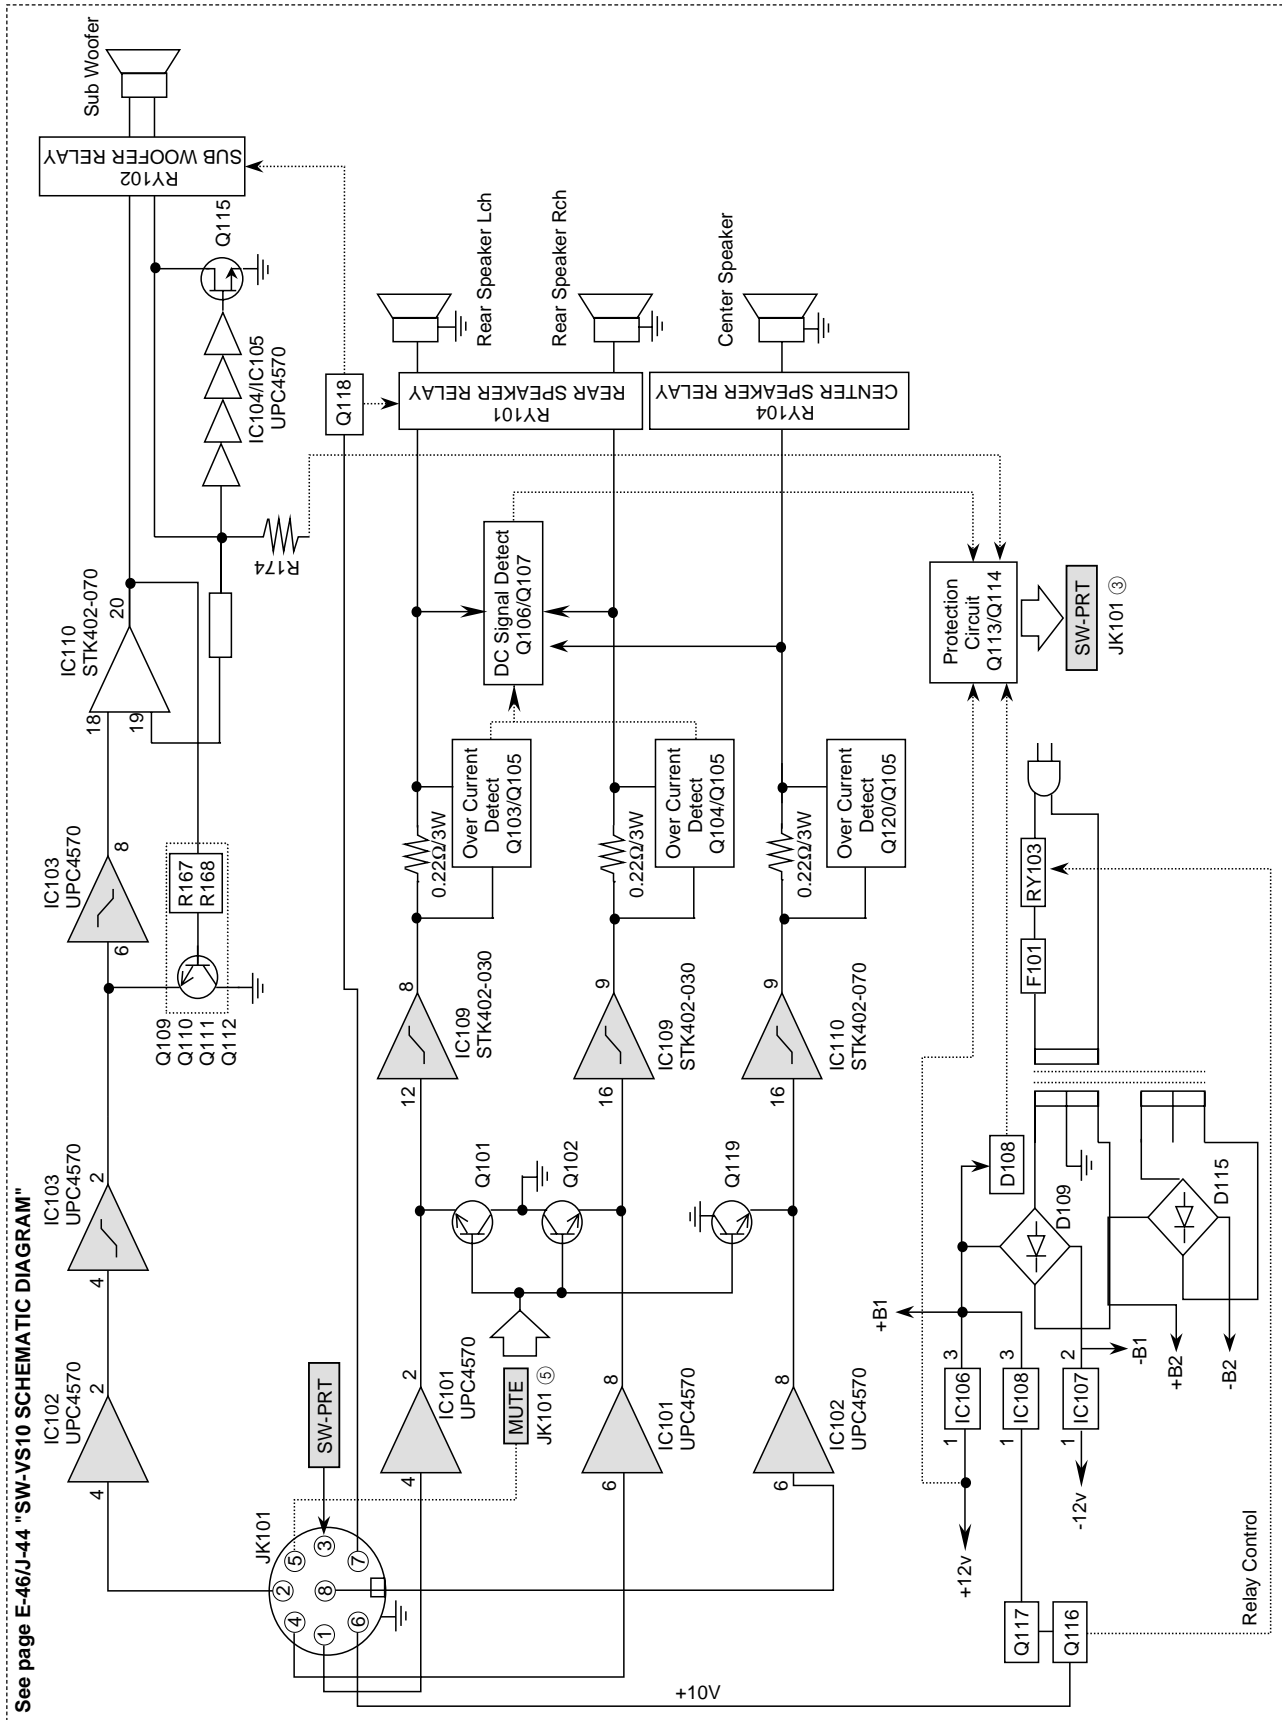 See page E-46/J-44 "SW-VS10 SCHEMATIC DIAGRAM"
IC102
UPC4570
4
2
IC103
UPC4570
4
2
IC103
UPC4570
6
8
Q109
Q110
Q111
Q112
R167
R168
IC110
STK402-070
18
19
20
R174
IC104/IC105
UPC4570
Q115
RY102
SUB WOOFER RELAY
Sub Woofer
JK101
1
2
3
4
5
6
7
8
SW-PRT
MUTE
JK101 ⑤
IC101
UPC4570
4
2
Q101
Q102
IC109
STK402-030
12
8
0.22Ω/3W
Over Current
Detect
Q103/Q105
Q118
RY101
REAR SPEAKER RELAY
Rear Speaker Lch
IC101
UPC4570
6
8
IC109
STK402-030
16
9
0.22Ω/3W
Over Current
Detect
Q104/Q105
DC Signal Detect
Q106/Q107
Rear Speaker Rch
IC102
UPC4570
6
8
Q119
IC110
STK402-070
16
9
0.22Ω/3W
Over Current
Detect
Q120/Q105
RY104
CENTER SPEAKER RELAY
Center Speaker
Protection
Circuit
Q113/Q114
SW-PRT
JK101 ③
+10V
Q117
Q116
+12v
-12v
1
IC106
3
1
IC108
3
1
IC107
2
+B1
-B1
+B2
-B2
D108
D109
D115
F101
RY103
Relay Control